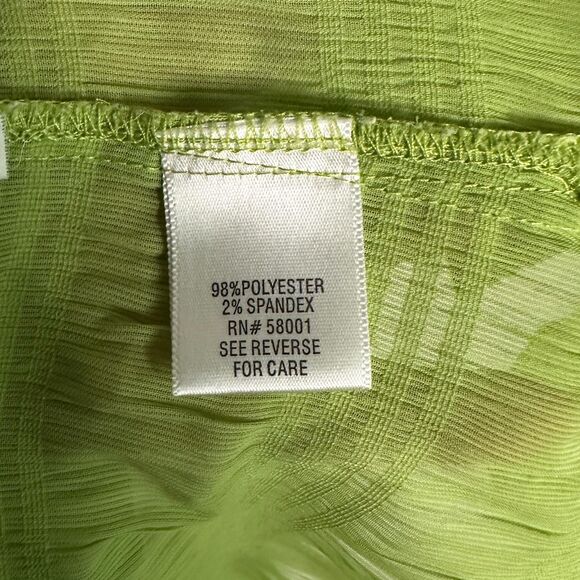 98%POLYESTER
2% SPANDEX
RN# 58001
SEE REVERSE
FOR CARE